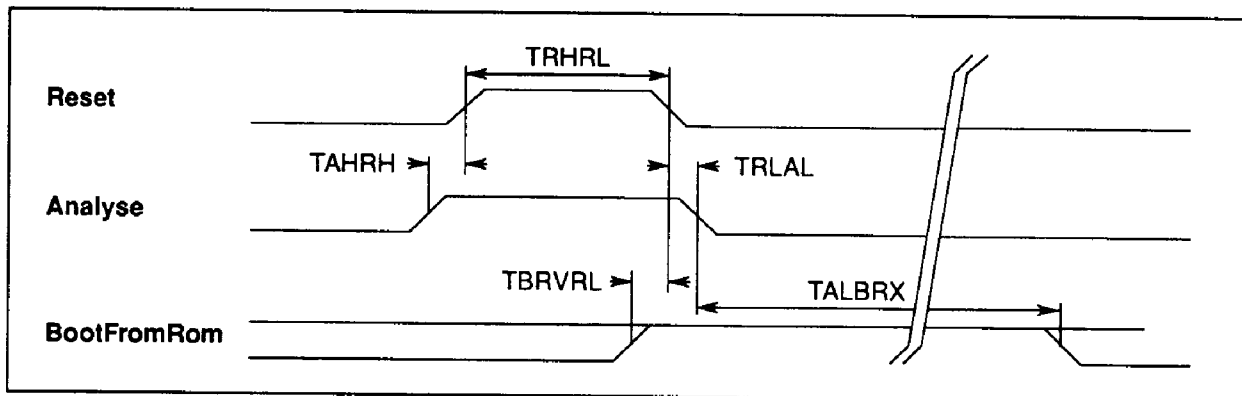 TRHRL
Reset
TAHRH
TRLAL
Analyse
TBRVRL
TALBRX
BootFromRom